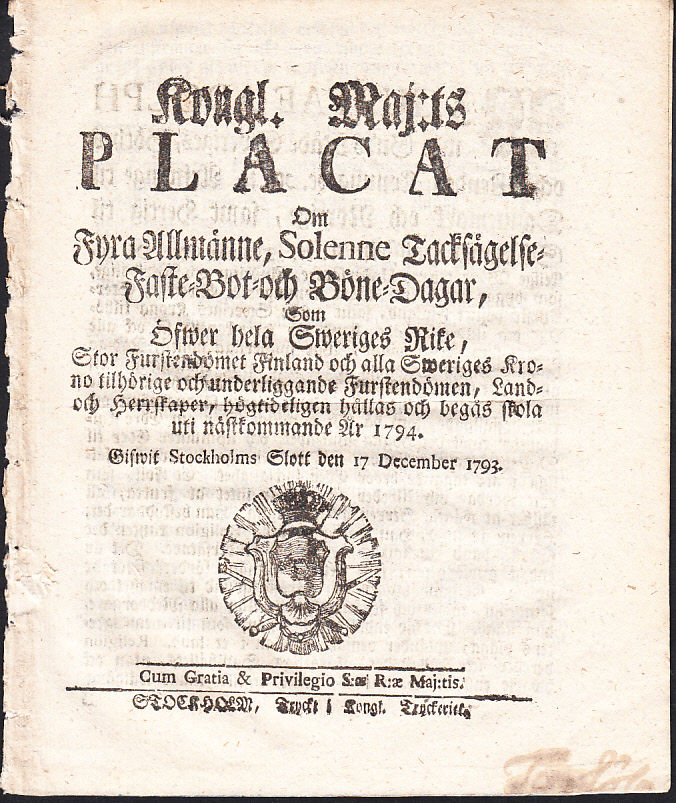 Kongl. Maj:ts
PLACAT
Om
Fyra Allmänne, Solenne Tacksägelse-
Faste-Bot-och Böne-Dagar,
Som
Öfwer hela Sweriges Rike,
Stor Furstendömet Finland och alla Sweriges Kro-
no tilhörige och underliggande Furstendömen, Land-
och Herrskaper, högtideligen hållas och begås skola
uti nästkommande År 1794.
Gifwit Stockholms Slott den 17 December 1793.
Cum Gratia & Privilegio S:æ R:æ Maj:tis.
STOCKHOLM, Tryckt i Kongl. Tryckeriet.